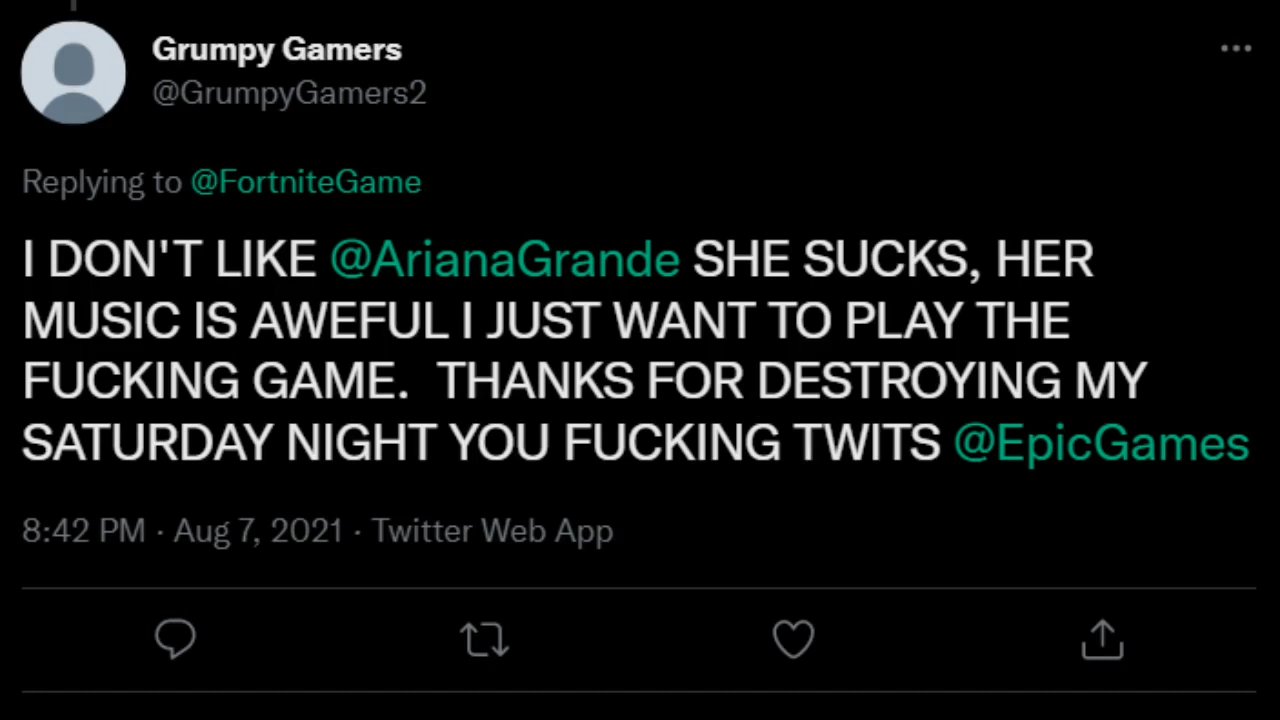 Grumpy Gamers
@GrumpyGamers2
Replying to @FortniteGame
I DON'T LIKE @ArianaGrande SHE SUCKS, HER
MUSIC IS AWEFUL I JUST WANT TO PLAY THE
FUCKING GAME.  THANKS FOR DESTROYING MY
SATURDAY NIGHT YOU FUCKING TWITS @EpicGames
8:42 PM · Aug 7, 2021 · Twitter Web App